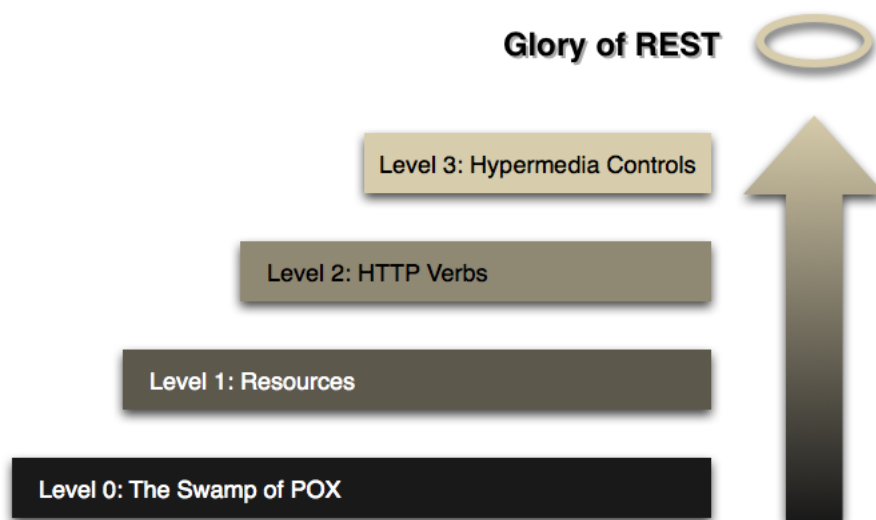 Glory of REST
Level 3: Hypermedia Controls
Level 2: HTTP Verbs
Level 1: Resources
Level 0: The Swamp of POX